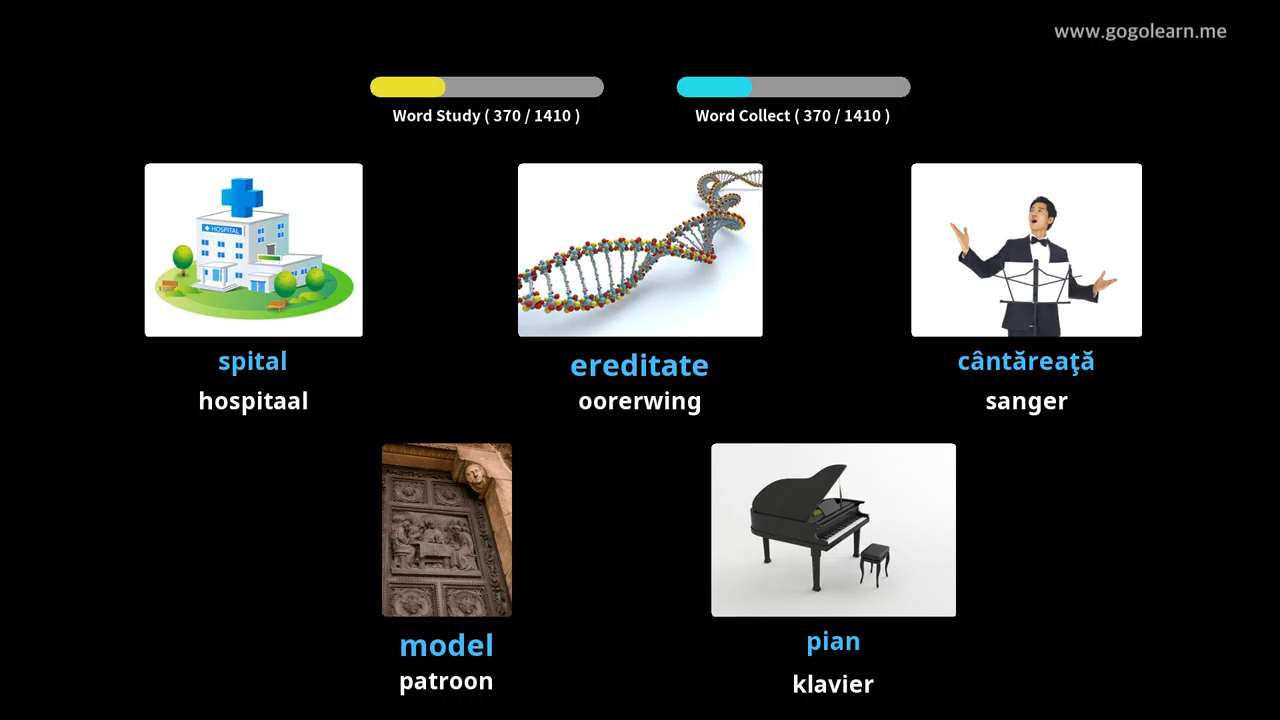 www.gogolearn.me
Word Study ( 370 / 1410 )
Word Collect ( 370 / 1410 )
HOSPITAL
spital
ereditate
cântăreaţă
hospitaal
oorerwing
sanger
model
pian
patroon
klavier